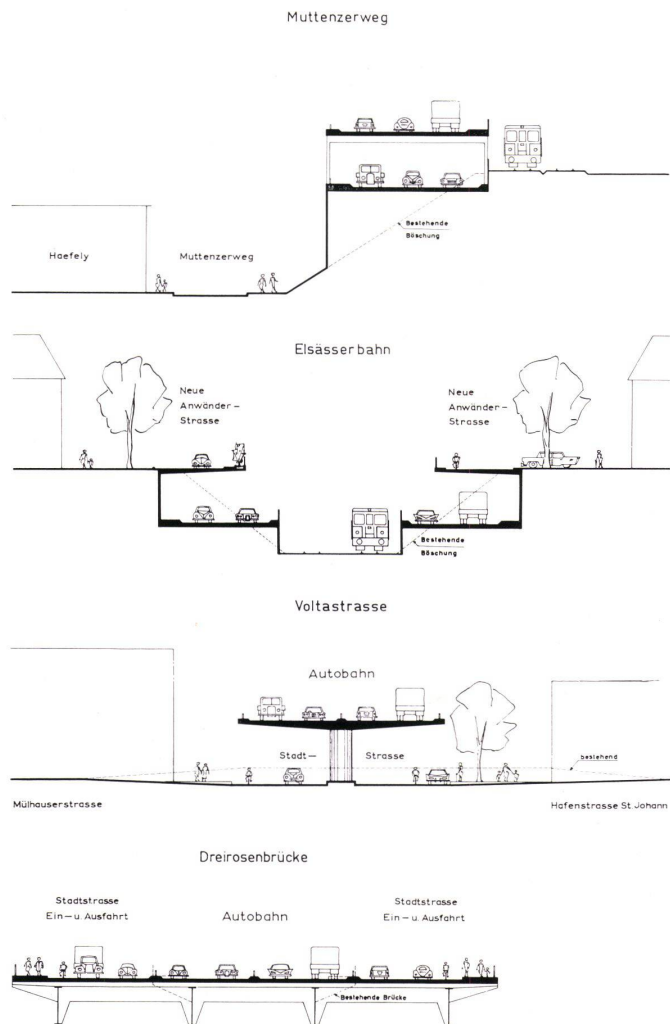 Muttenzerweg
Bestehende
Böschung
Haefely
Muttenzerweg
Elsässerbahn
Neue
Anwänder-
Strasse
Neue
Anwänder-
Strasse
Bestehende
Böschung
Voltastrasse
Autobahn
Stadt-
Strasse
bestehend
Mülhauserstrasse
Hafenstrasse St. Johann
Dreirosenbrücke
Stadtstrasse
Ein-u. Ausfahrt
Autobahn
Stadtstrasse
Ein-u. Ausfahrt
Bestehende Brücke